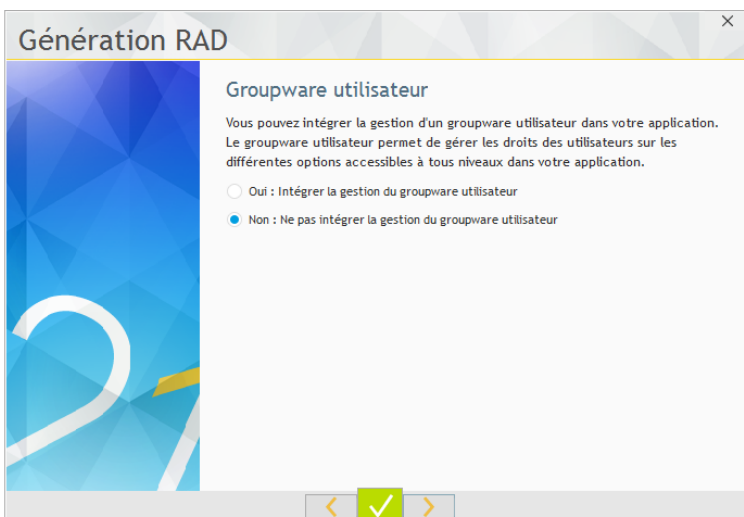 Génération RAD
Groupware utilisateur
Vous pouvez intégrer la gestion d'un groupware utilisateur dans votre application.
Le groupware utilisateur permet de gérer les droits des utilisateurs sur les
différentes options accessibles à tous niveaux dans votre application.
Oui : Intégrer la gestion du groupware utilisateur
Non : Ne pas intégrer la gestion du groupware utilisateur
21